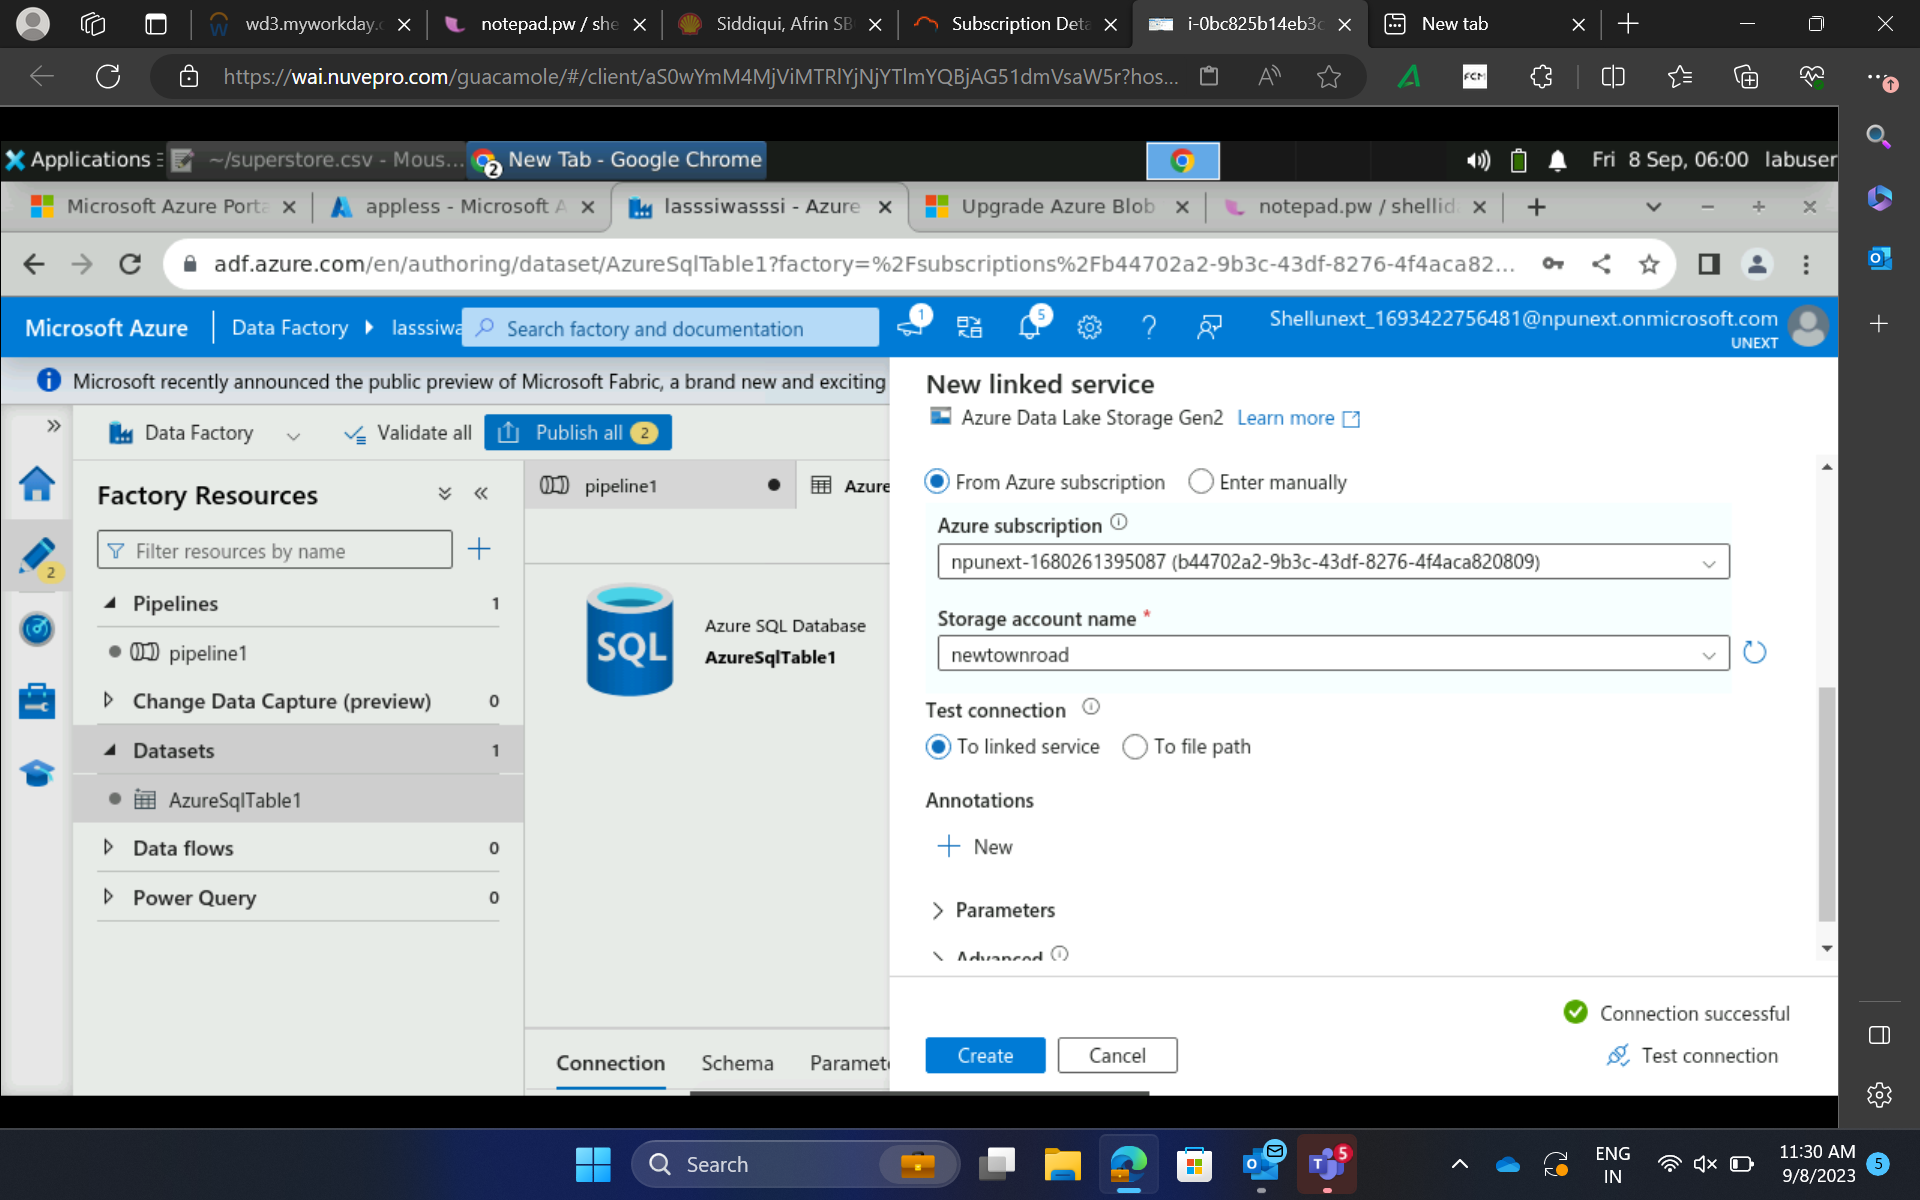 wd3.myworkday.
notepad.pw / she
Siddiqui, Afrin SB
Subscription Deta
i-0bc825b14eb3c
New tab
https://wai.nuvepro.com/guacamole/#/client/aS0wYmM4MjViMTRlYjNjYTlmYQBjAG51dmVsaW5r?hos...
FCM
Applications
~/superstore.csv - Mous...
2
New Tab - Google Chrome
Fri 8 Sep, 06:00 labuser
Microsoft Azure Porta
appless - Microsoft A
lasssiwasssi - Azure
Upgrade Azure Blob
notepad.pw / shellid
adf.azure.com/en/authoring/dataset/AzureSqlTable1?factory=%2Fsubscriptions%2Fb44702a2-9b3c-43df-8276-4f4aca82...
Microsoft Azure
Data Factory
lasssiwa
Search factory and documentation
1
5
Shellunext_1693422756481@npunext.onmicrosoft.com
UNEXT
Microsoft recently announced the public preview of Microsoft Fabric, a brand new and exciting
Data Factory
Validate all
Publish all 2
Factory Resources
Filter resources by name
2
Pipelines 1
pipeline1
Change Data Capture (preview) 0
Datasets 1
AzureSqlTable1
Data flows 0
Power Query 0
pipeline1
Azure
SQL
Azure SQL Database
AzureSqlTable1
Connection
Schema
Paramete
New linked service
Azure Data Lake Storage Gen2 Learn more
From Azure subscription
Enter manually
Azure subscription
npunext-1680261395087 (b44702a2-9b3c-43df-8276-4f4aca820809)
Storage account name *
newtownroad
Test connection
To linked service
To file path
Annotations
New
Parameters
Advanced
Connection successful
Create
Cancel
Test connection
Search
5
ENG
IN
11:30 AM
9/8/2023
5